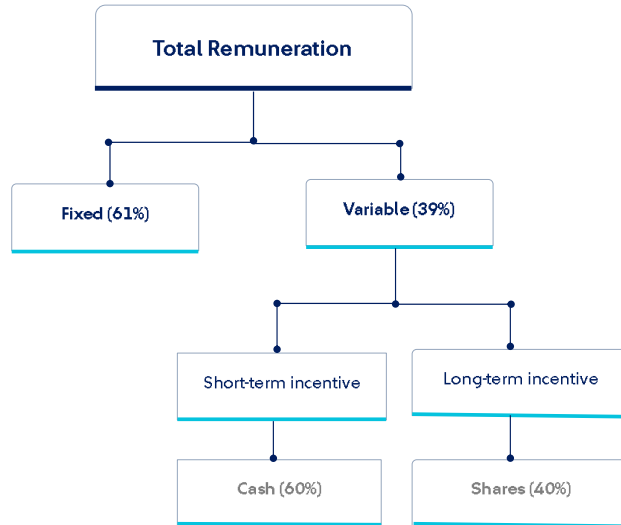 Total Remuneration
Fixed (61%)
Variable (39%)
Short-term incentive
Long-term incentive
Cash (60%)
Shares (40%)